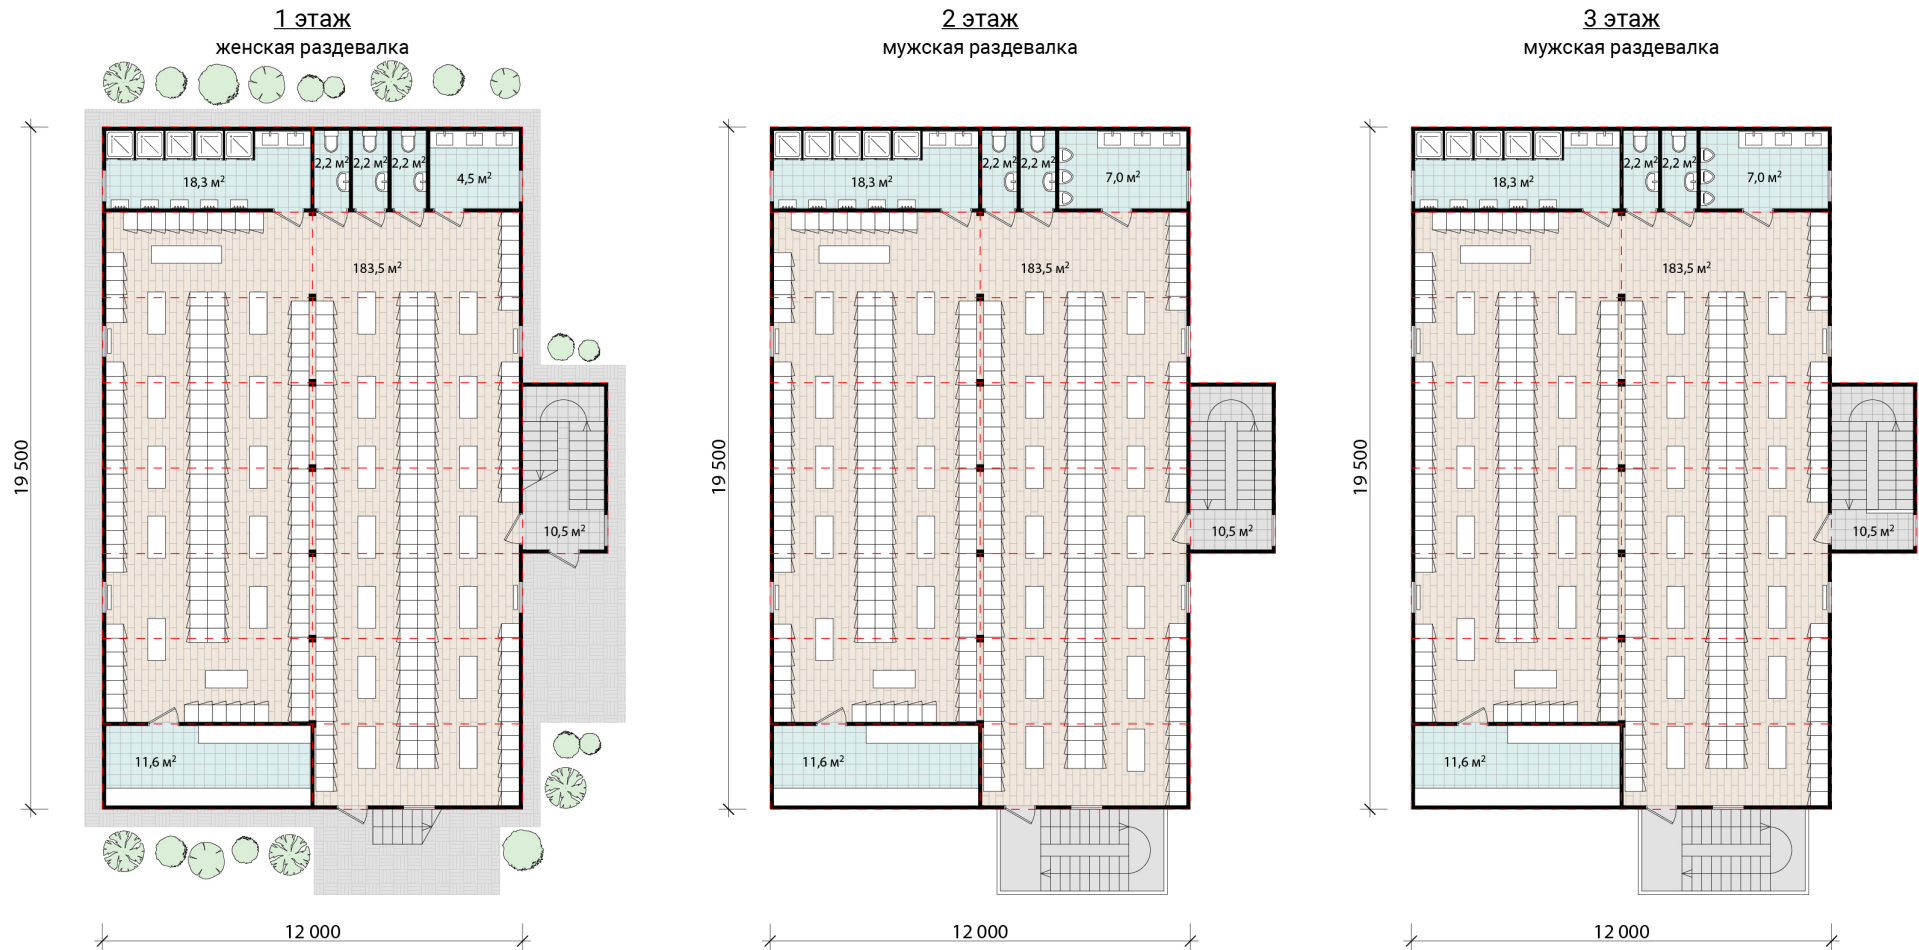 1 этаж
женская раздевалка
2 этаж
мужская раздевалка
3 этаж
мужская раздевалка
18,3 м²
2,2 м²
2,2 м²
2,2 м²
4,5 м²
183,5 м²
10,5 м²
11,6 м²
19 500
12 000
18,3 м²
2,2 м²
2,2 м²
7,0 м²
183,5 м²
10,5 м²
11,6 м²
19 500
12 000
18,3 м²
2,2 м²
2,2 м²
7,0 м²
183,5 м²
10,5 м²
11,6 м²
19 500
12 000